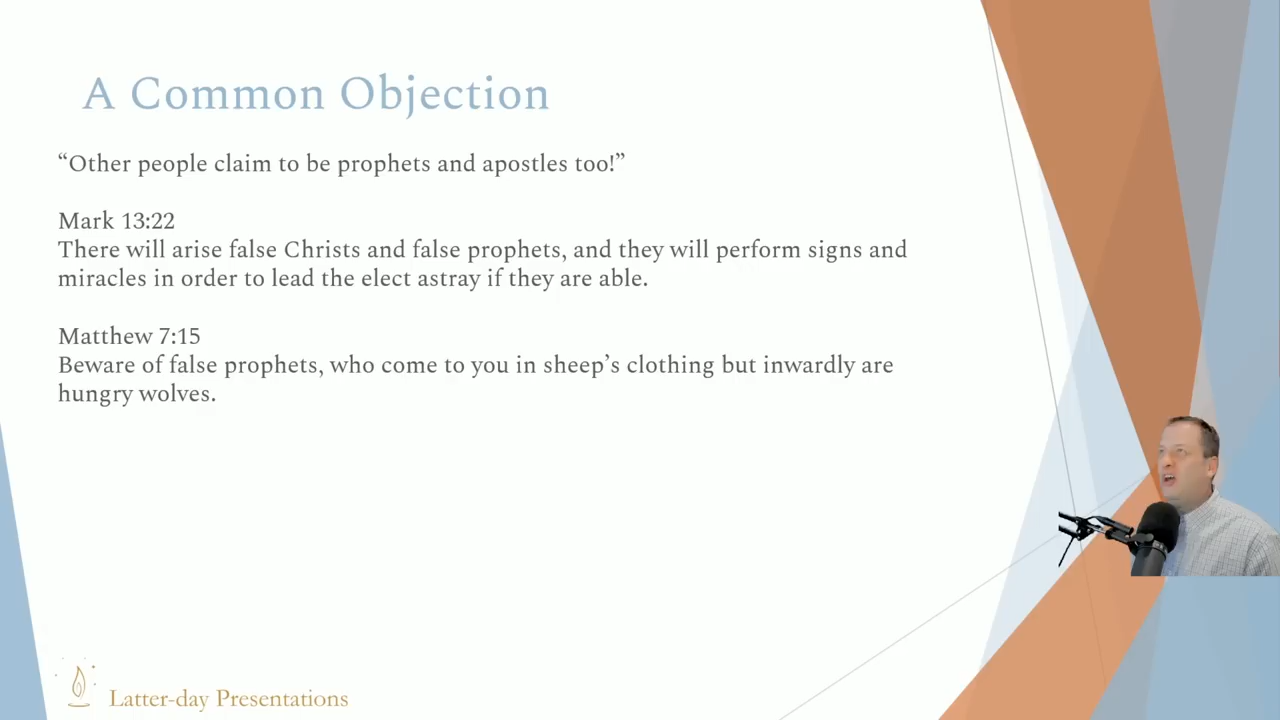 A Common Objection
“Other people claim to be prophets and apostles too!”
Mark 13:22
There will arise false Christs and false prophets, and they will perform signs and
miracles in order to lead the elect astray if they are able.
Matthew 7:15
Beware of false prophets, who come to you in sheep’s clothing but inwardly are
hungry wolves.
Latter-day Presentations